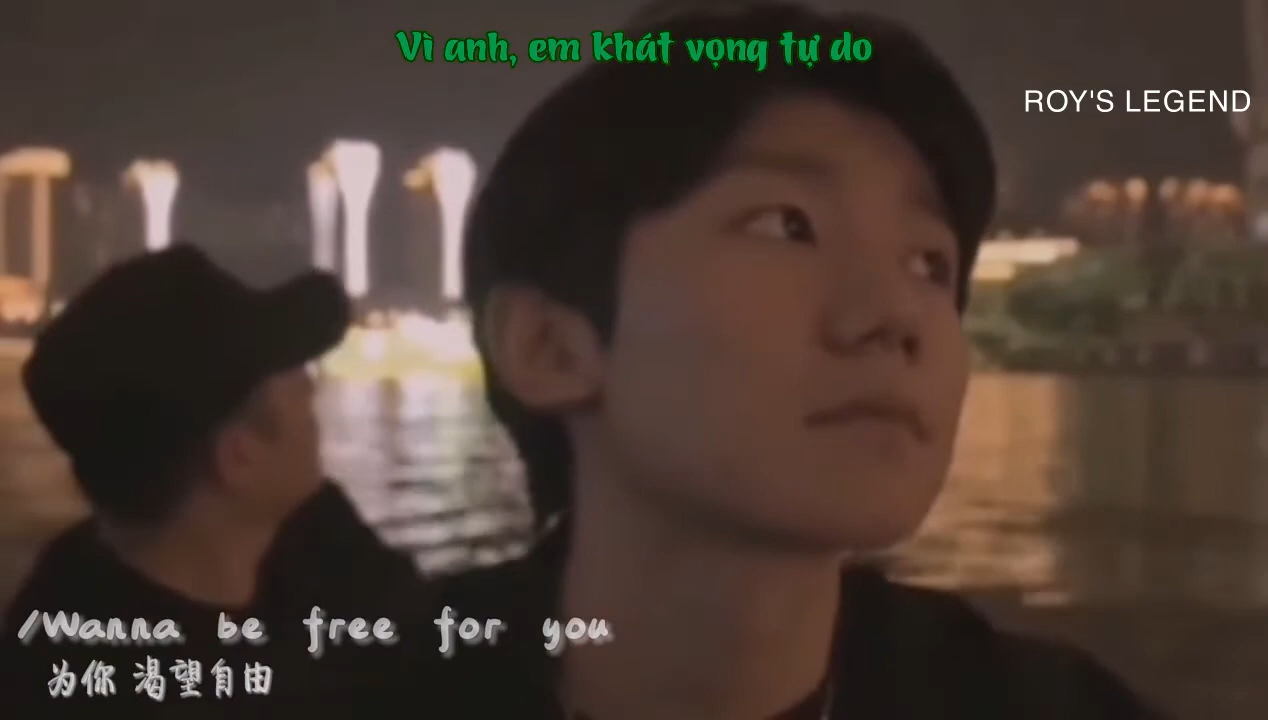 Vì anh, em khát vọng tự do
ROY'S LEGEND
/Wanna be free for you
为你 渴望自由